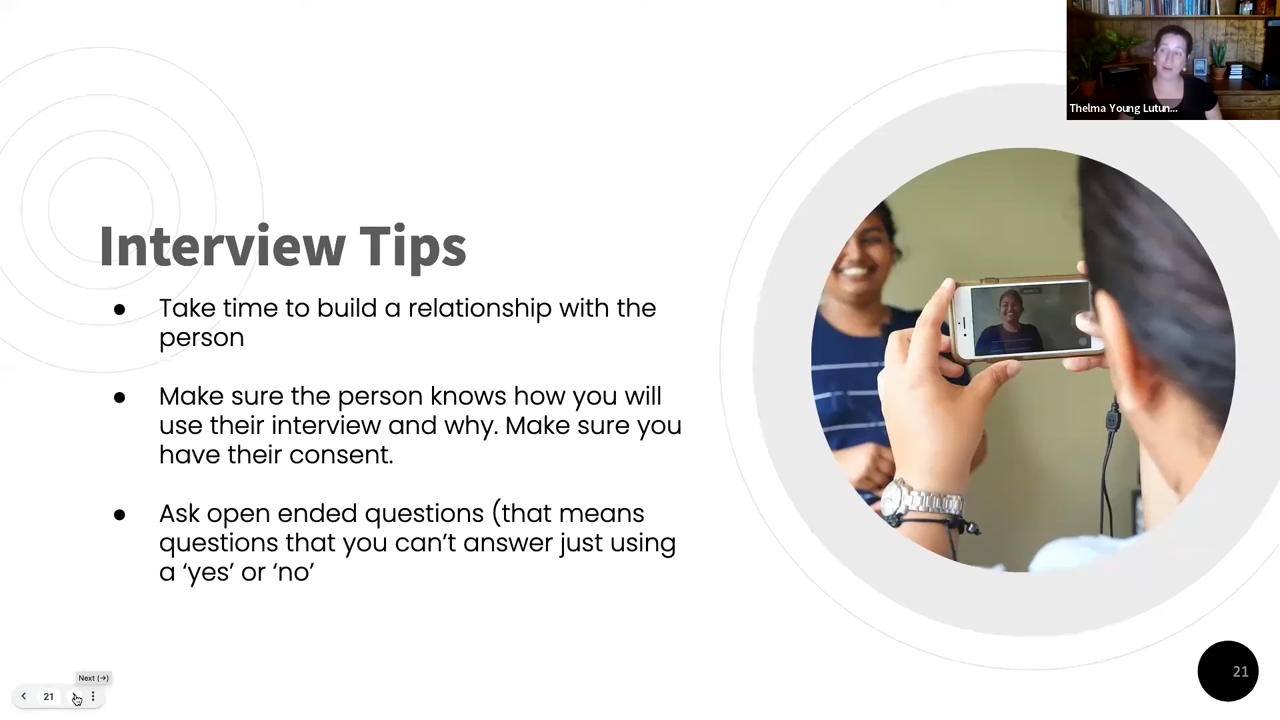 Thelma Young Lutun...
Interview Tips
● Take time to build a relationship with the
person
● Make sure the person knows how you will
use their interview and why. Make sure you
have their consent.
● Ask open ended questions (that means
questions that you can’t answer just using
a ‘yes’ or ‘no’
Next (→)
21
21